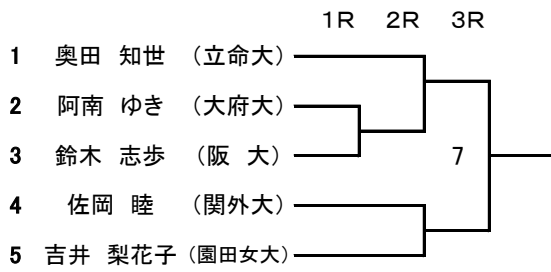 1R 2R 3R
1 奥田 知世 (立命大)
2 阿南 ゆき (大府大)
3 鈴木 志歩 (阪 大) 7
4 佐岡 睦 (関外大)
5 吉井 梨花子 (園田女大)